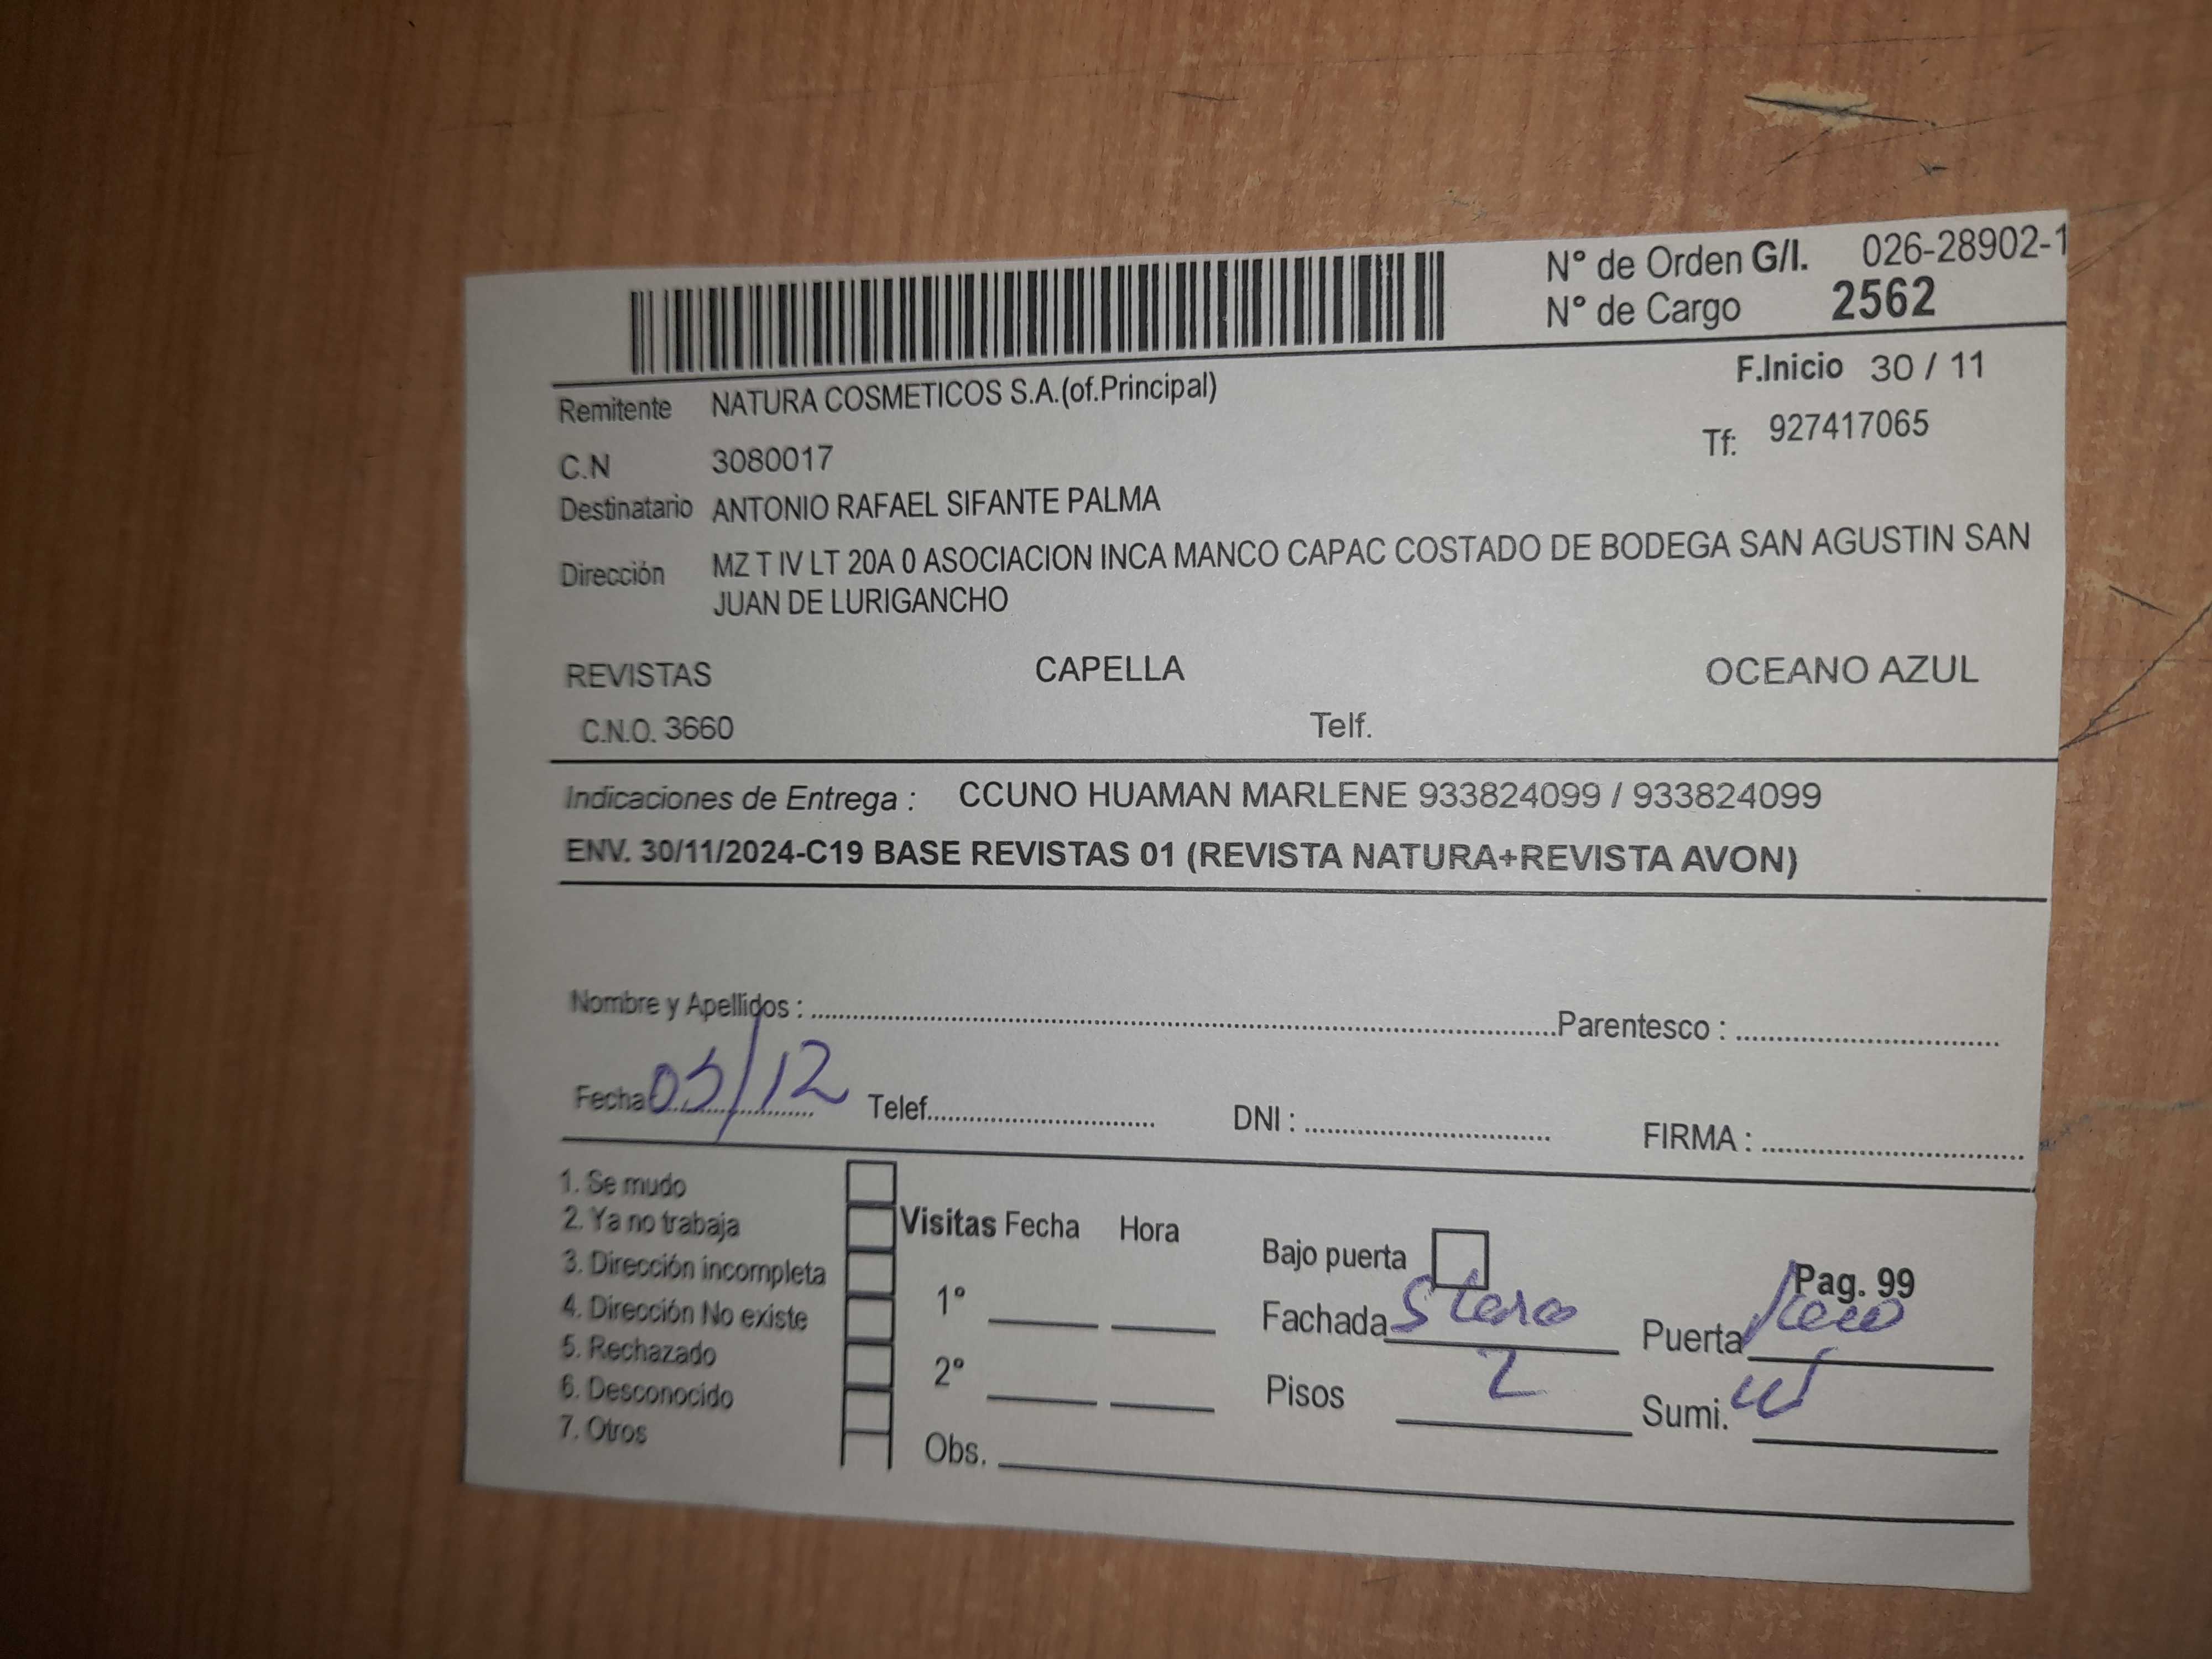 N° de Orden G/I. 026-28902-1
N° de Cargo 2562
F.Inicio 30 / 11
Remitente NATURA COSMETICOS S.A.(of.Principal)
Tf: 927417065
C.N 3080017
Destinatario ANTONIO RAFAEL SIFANTE PALMA
Dirección MZ T IV LT 20A 0 ASOCIACION INCA MANCO CAPAC COSTADO DE BODEGA SAN AGUSTIN SAN
JUAN DE LURIGANCHO
REVISTAS CAPELLA OCEANO AZUL
C.N.O. 3660 Telf.
Indicaciones de Entrega : CCUNO HUAMAN MARLENE 933824099 / 933824099
ENV. 30/11/2024-C19 BASE REVISTAS 01 (REVISTA NATURA+REVISTA AVON)
Nombre y Apellidos : Parentesco :
Fecha /12 Telef. DNI : FIRMA :
1. Se mudo
2. Ya no trabaja
3. Dirección incompleta
4. Dirección No existe
5. Rechazado
6. Desconocido
7. Otros
Visitas Fecha Hora
1°
2°
Obs.
Bajo puerta
Pag. 99
Fachada Puerta
Pisos 2 Sumi.